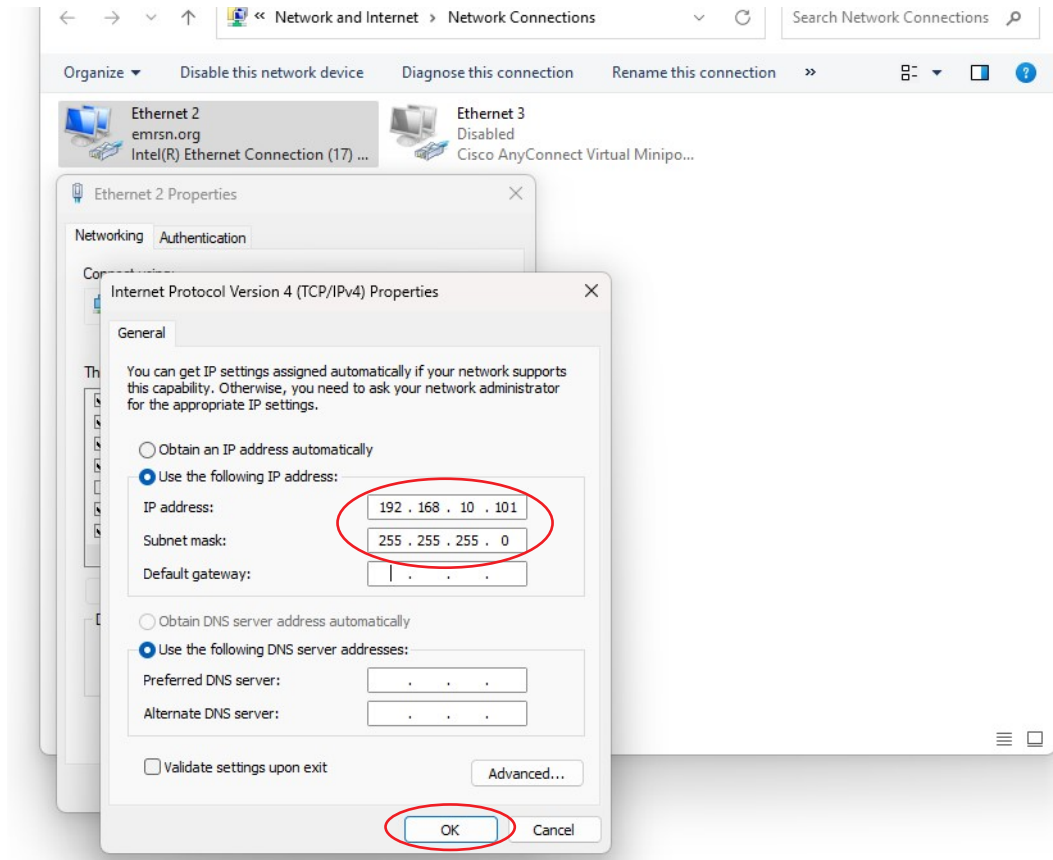 « Network and Internet > Network Connections
Search Network Connections
Organize Disable this network device Diagnose this connection Rename this connection »
Ethernet 2
emrsn.org
Intel(R) Ethernet Connection (17) ...
Ethernet 3
Disabled
Cisco AnyConnect Virtual Minipo...
Ethernet 2 Properties
Networking Authentication
Internet Protocol Version 4 (TCP/IPv4) Properties
General
You can get IP settings assigned automatically if your network supports
this capability. Otherwise, you need to ask your network administrator
for the appropriate IP settings.
Obtain an IP address automatically
Use the following IP address:
IP address: 192 . 168 . 10 . 101
Subnet mask: 255 . 255 . 255 . 0
Default gateway: . . .
Obtain DNS server address automatically
Use the following DNS server addresses:
Preferred DNS server: . . .
Alternate DNS server: . . .
Validate settings upon exit
Advanced...
OK Cancel